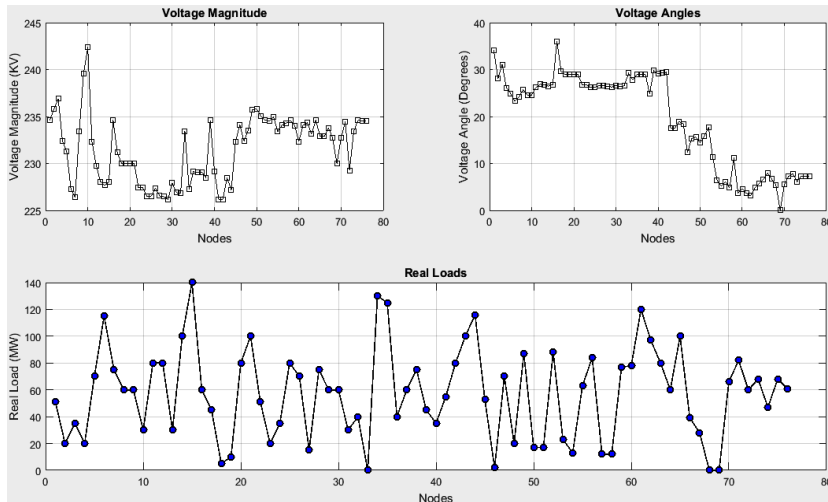 Voltage Magnitude
Voltage Magnitude (KV)
245
240
235
230
225
0 10 20 30 40 50 60 70 80
Nodes
Voltage Angles
Voltage Angle (Degrees)
40
30
20
10
0
0 10 20 30 40 50 60 70 80
Nodes
Real Loads
Real Load (MW)
140
120
100
80
60
40
20
0
0 10 20 30 40 50 60 70 80
Nodes